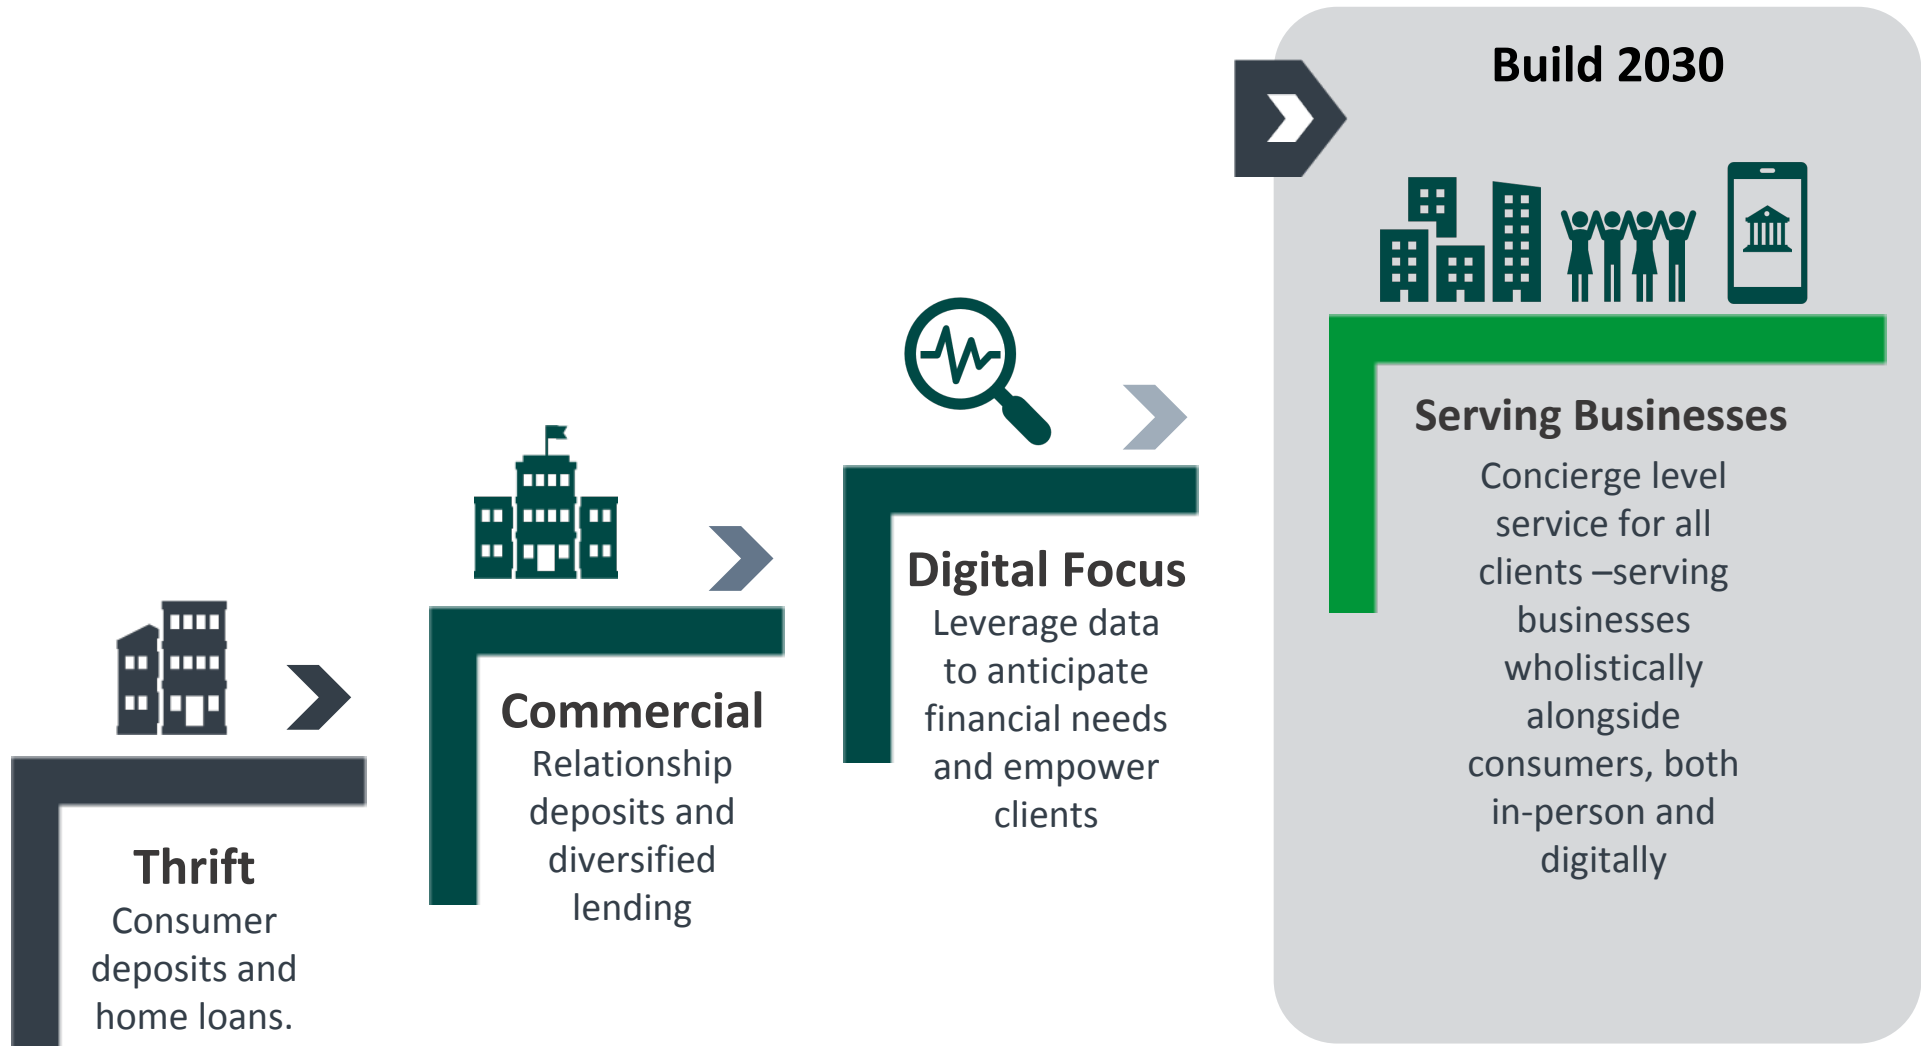 Thrift
Consumer
deposits and
home loans.
Commercial
Relationship
deposits and
diversified
lending
Digital Focus
Leverage data
to anticipate
financial needs
and empower
clients
Build 2030
Serving Businesses
Concierge level
service for all
clients –serving
businesses
wholistically
alongside
consumers, both
in-person and
digitally